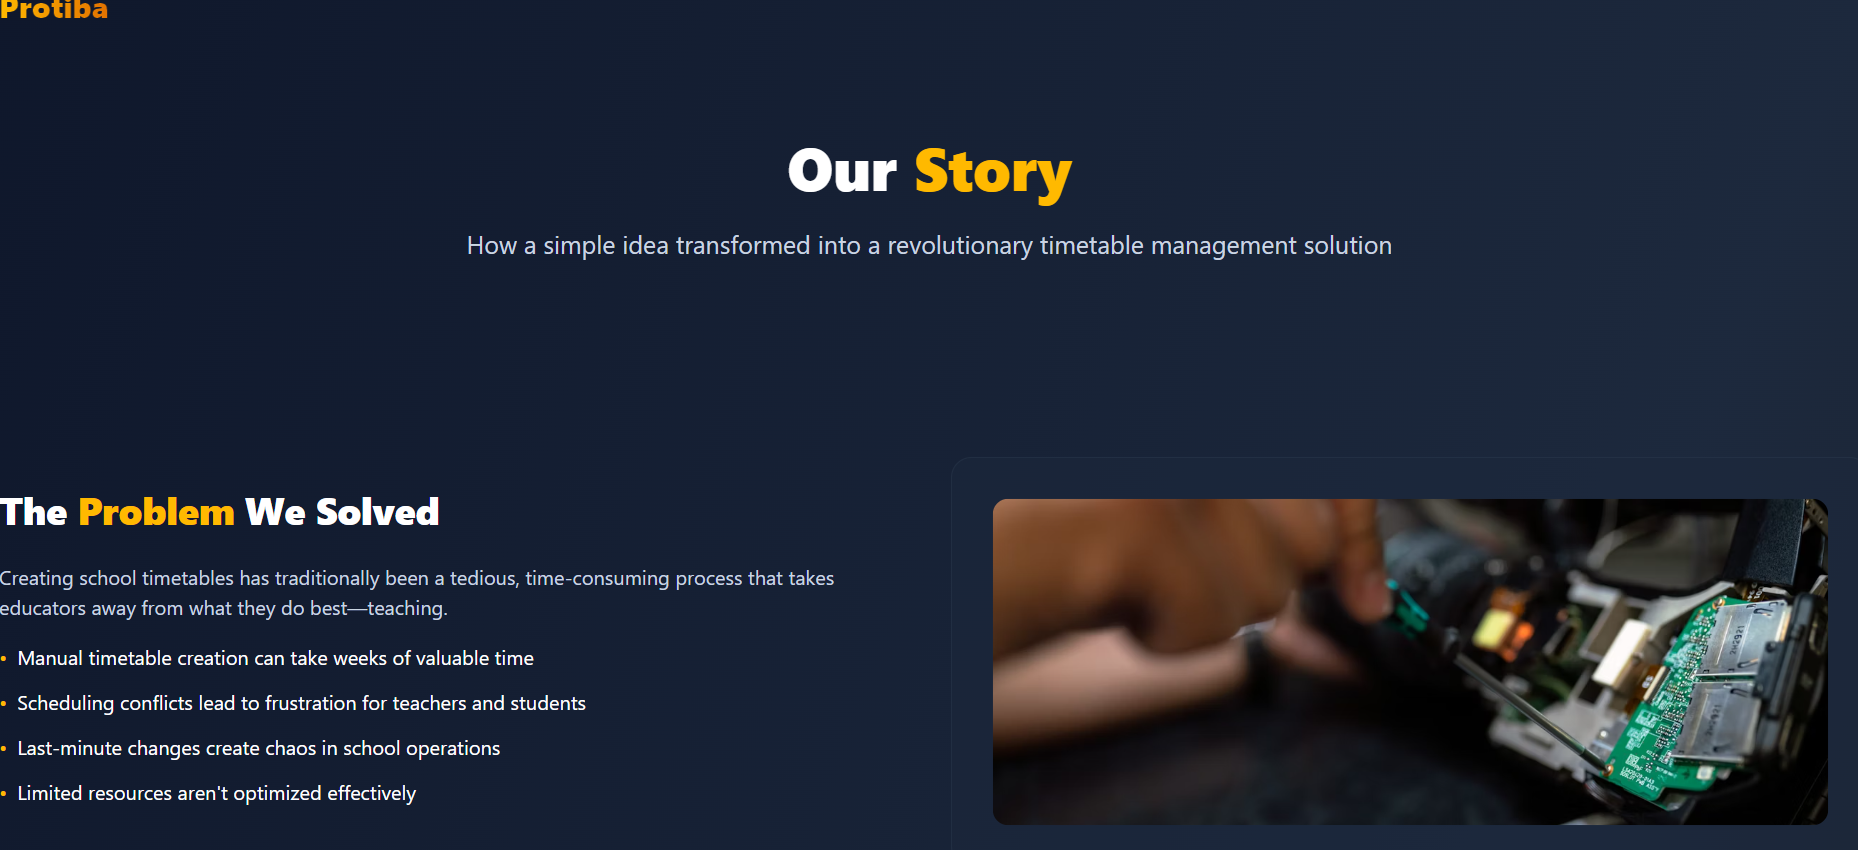 Protiba
Our Story
How a simple idea transformed into a revolutionary timetable management solution
The Problem We Solved
Creating school timetables has traditionally been a tedious, time-consuming process that takes
educators away from what they do best—teaching.
• Manual timetable creation can take weeks of valuable time
• Scheduling conflicts lead to frustration for teachers and students
• Last-minute changes create chaos in school operations
• Limited resources aren't optimized effectively